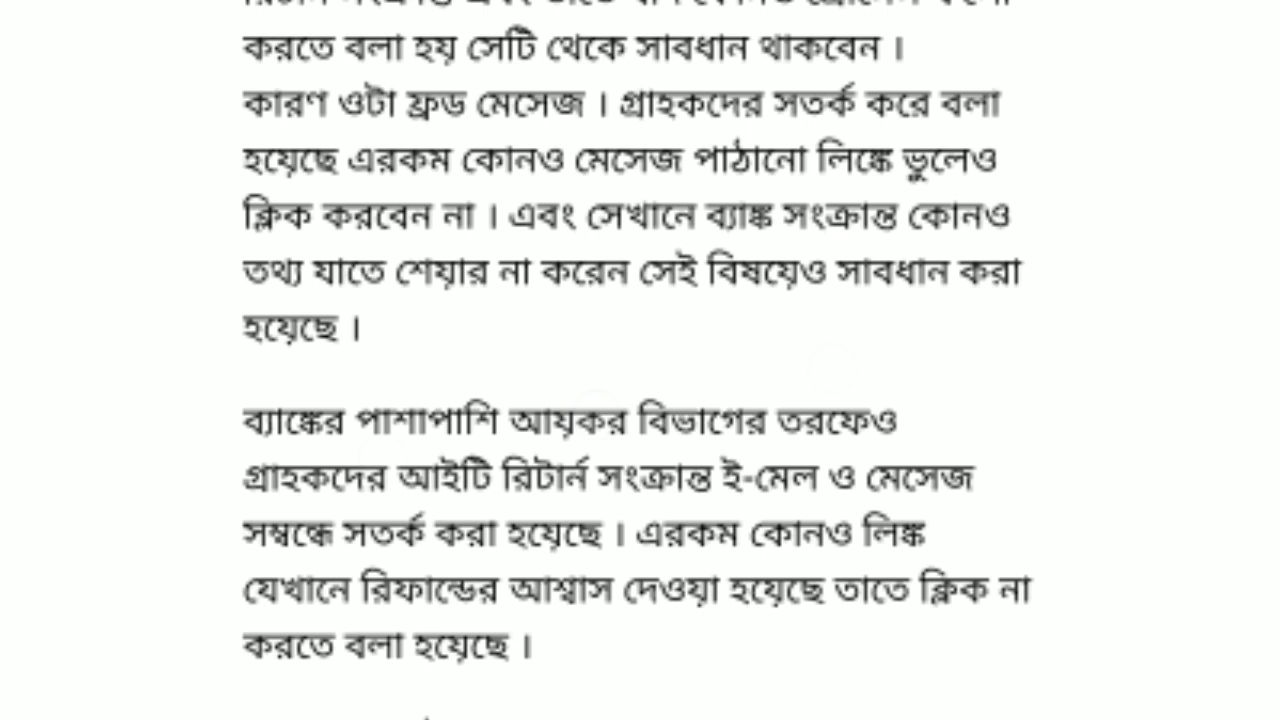 করতে বলা হয় সেটি থেকে সাবধান থাকবেন ।
কারণ ওটা ফ্রড মেসেজ । গ্রাহকদের সতর্ক করে বলা
হয়েছে এরকম কোনও মেসেজ পাঠানো লিঙ্কে ভুলেও
ক্লিক করবেন না । এবং সেখানে ব্যাঙ্ক সংক্রান্ত কোনও
তথ্য যাতে শেয়ার না করেন সেই বিষয়েও সাবধান করা
হয়েছে ।
ব্যাঙ্কের পাশাপাশি আয়কর বিভাগের তরফেও
গ্রাহকদের আইটি রিটার্ন সংক্রান্ত ই-মেল ও মেসেজ
সম্বন্ধে সতর্ক করা হয়েছে । এরকম কোনও লিঙ্ক
যেখানে রিফান্ডের আশ্বাস দেওয়া হয়েছে তাতে ক্লিক না
করতে বলা হয়েছে ।